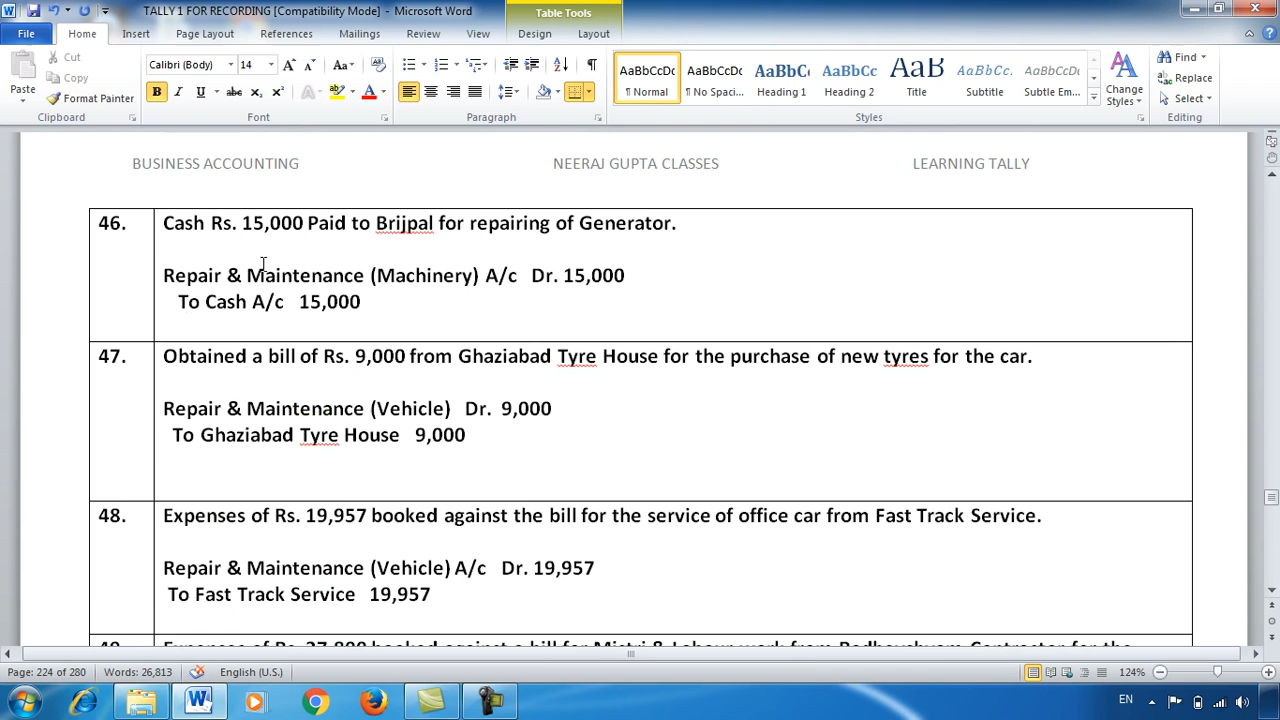 TALLY 1 FOR RECORDING [Compatibility Mode] - Microsoft Word
Table Tools
File Home Insert Page Layout References Mailings Review View Design Layout
Cut
Copy
Format Painter
Paste
Calibri (Body) 14
AaBbCcDc AaBbCcDc AaBbCc AaBbCc AaB AaBbCc. AaBbCcDc
¶ Normal ¶ No Spaci... Heading 1 Heading 2 Title Subtitle Subtle Em...
Change Styles
Find
Replace
Select
Clipboard Font Paragraph Styles Editing
BUSINESS ACCOUNTING NEERAJ GUPTA CLASSES LEARNING TALLY
46. Cash Rs. 15,000 Paid to Brijpal for repairing of Generator.
Repair & Maintenance (Machinery) A/c Dr. 15,000
To Cash A/c 15,000
47. Obtained a bill of Rs. 9,000 from Ghaziabad Tyre House for the purchase of new tyres for the car.
Repair & Maintenance (Vehicle) Dr. 9,000
To Ghaziabad Tyre House 9,000
48. Expenses of Rs. 19,957 booked against the bill for the service of office car from Fast Track Service.
Repair & Maintenance (Vehicle) A/c Dr. 19,957
To Fast Track Service 19,957
Page: 224 of 280 Words: 26,813 English (U.S.) 124%
EN